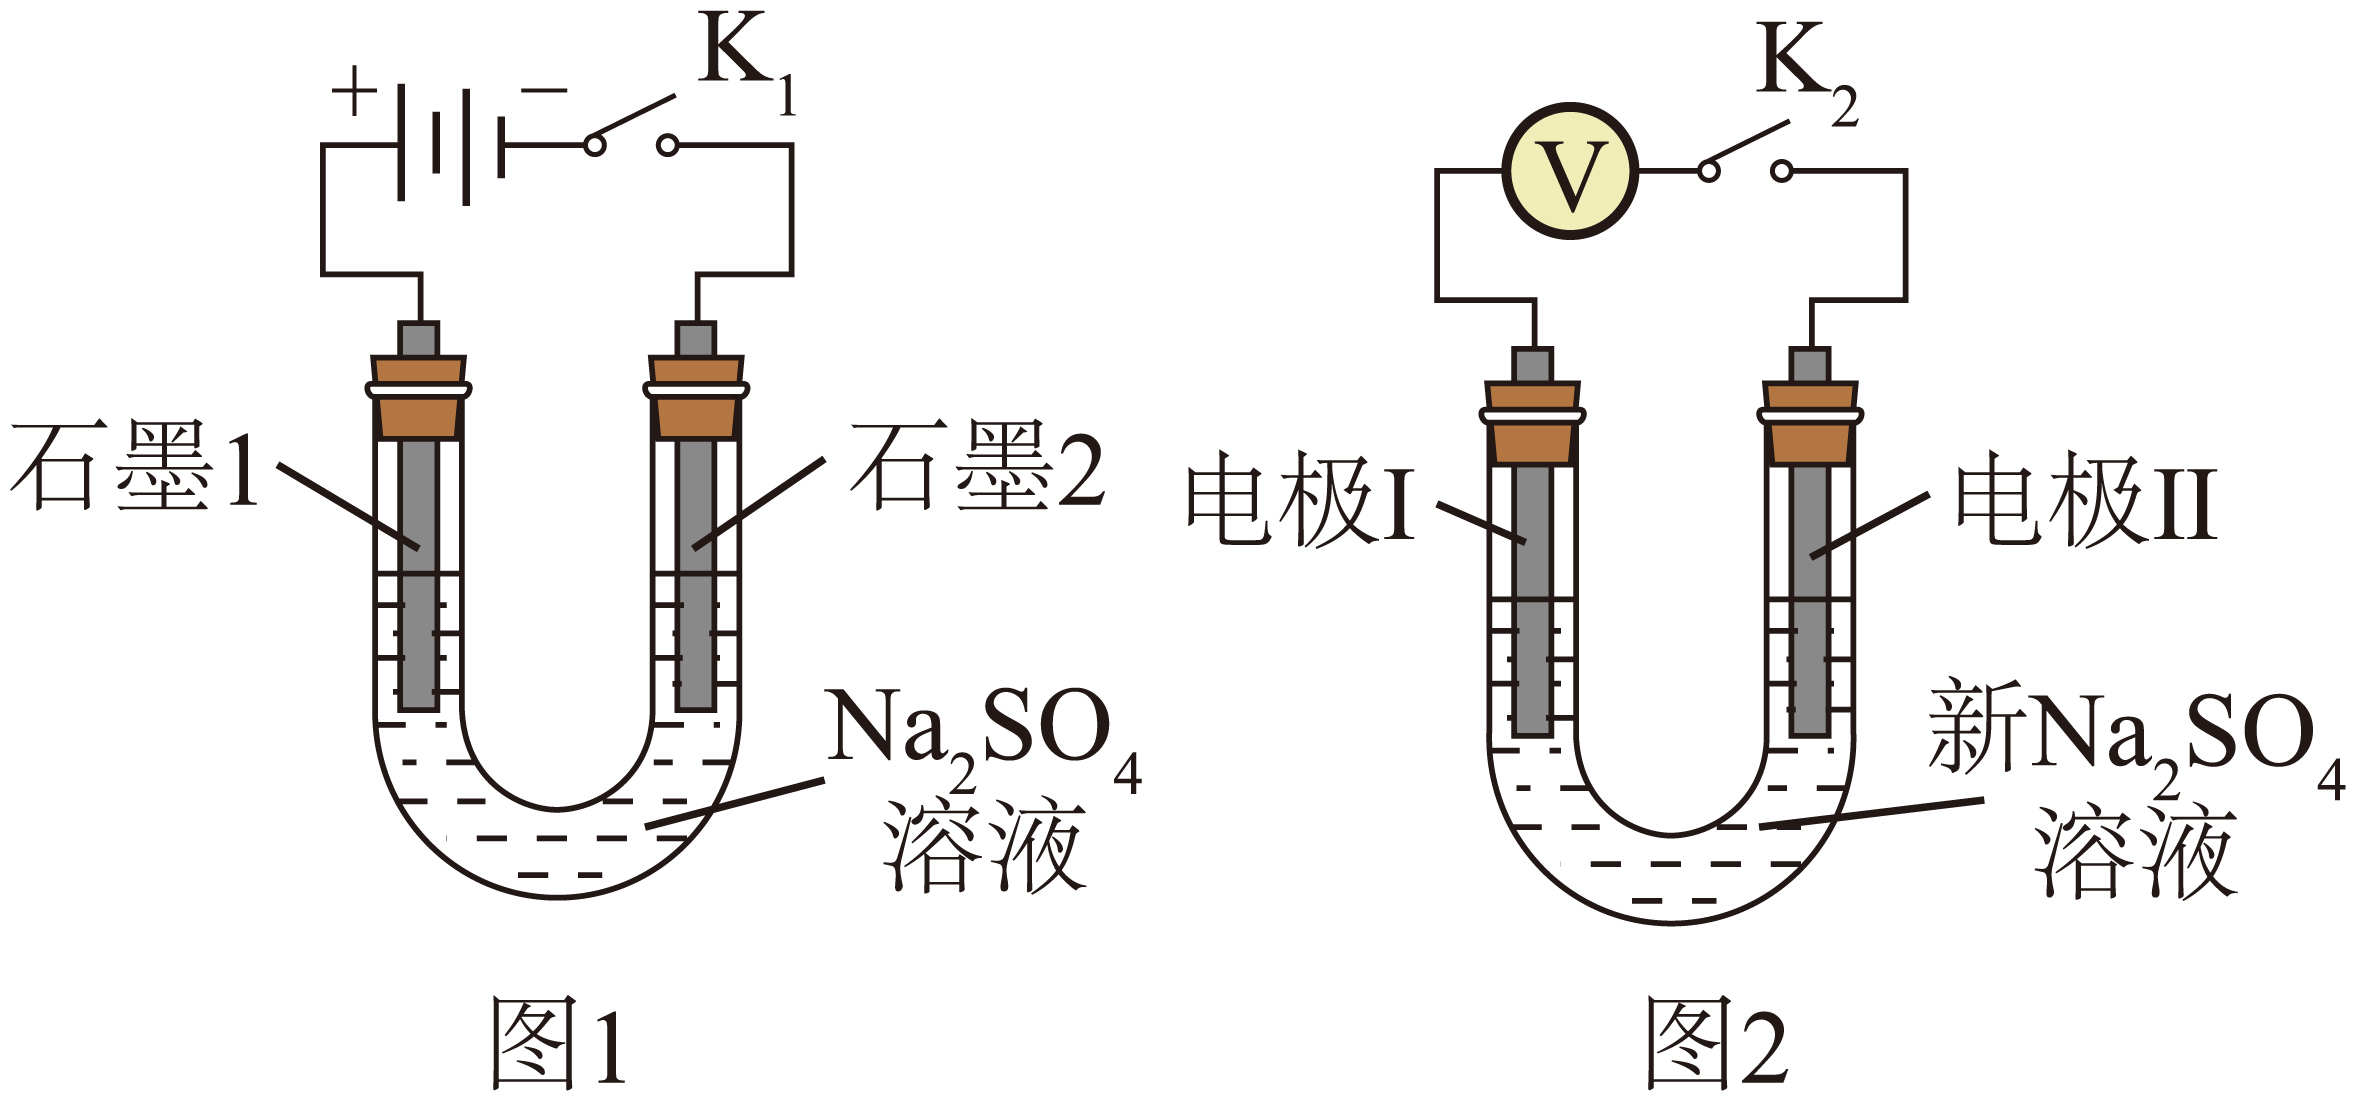 + − K₁
石墨1
石墨2
Na₂SO₄
溶液
图1
K₂
V
电极I
电极II
新Na₂SO₄
溶液
图2